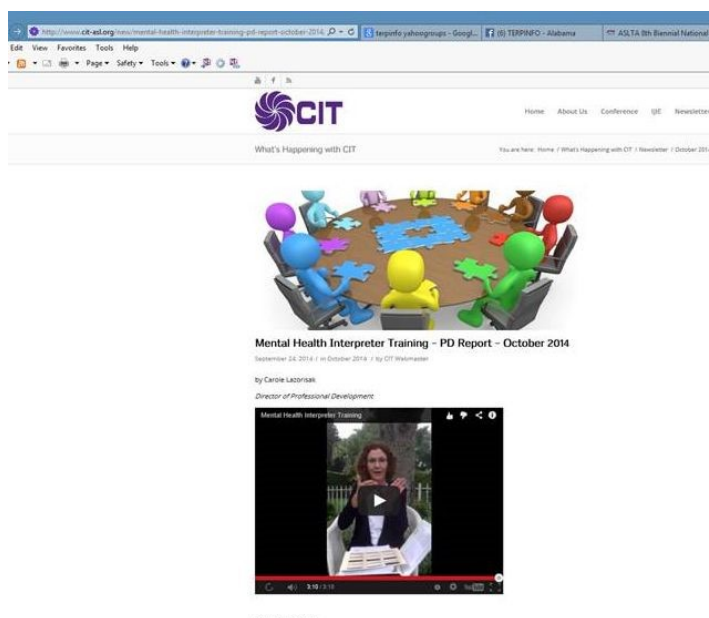 http://www.cit-asl.org/new/mental-health-interpreter-training-pd-report-october-2014
terpinfo yahoogroups - Googl...
(6) TERPINFO - Alabama
ASLTA 8th Biennial National
Edit View Favorites Tools Help
Page Safety Tools
CIT
Home About Us Conference IJIE Newsletter
What's Happening with CIT
You are here: Home / What's Happening with CIT / Newsletter / October 201
Mental Health Interpreter Training – PD Report – October 2014
September 24, 2014 / in October 2014 / by CIT Webmaster
by Carole Lazorisak
Director of Professional Development
Mental Health Interpreter Training
3:10 / 3:10